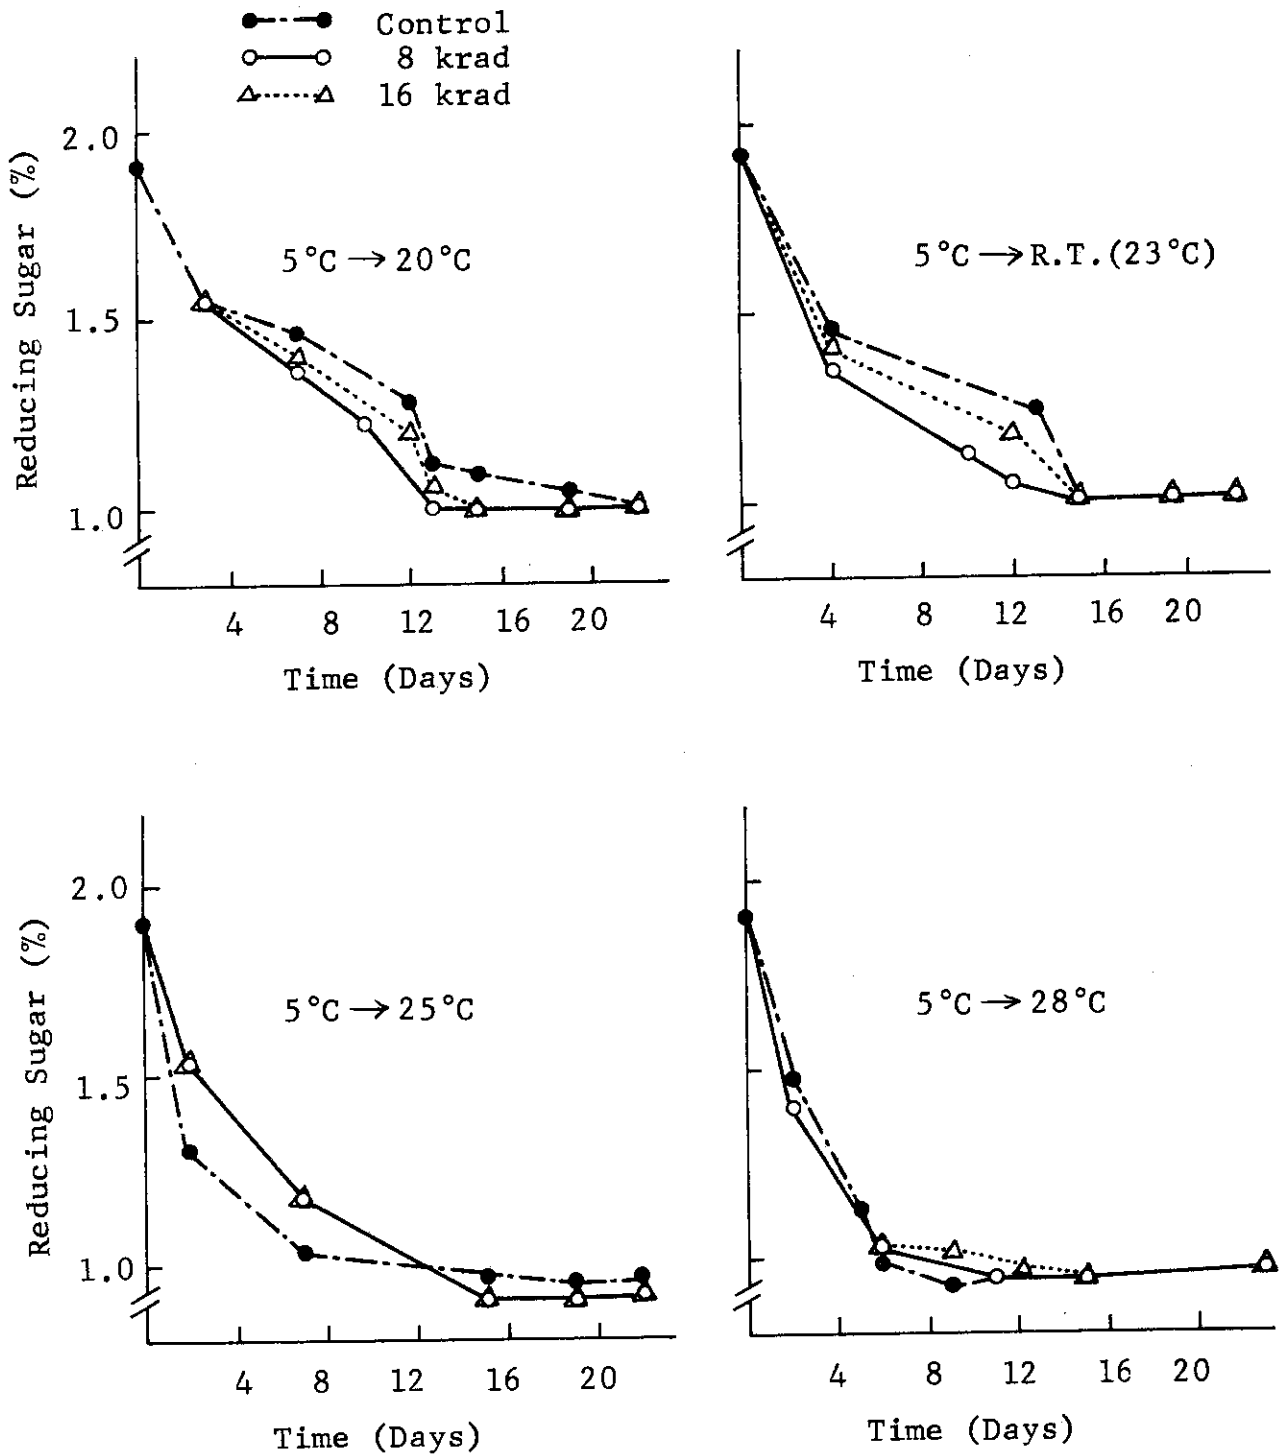 Control
8 krad
16 krad
Reducing Sugar (%)
2.0
1.5
1.0
5°C → 20°C
4 8 12 16 20
Time (Days)
5°C → R.T.(23°C)
4 8 12 16 20
Time (Days)
Reducing Sugar (%)
2.0
1.5
1.0
5°C → 25°C
4 8 12 16 20
Time (Days)
5°C → 28°C
4 8 12 16 20
Time (Days)